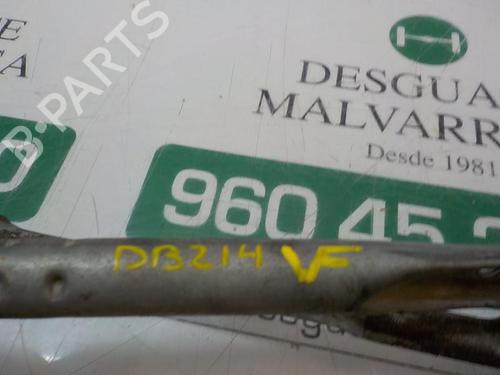 B-PARTS
DESGUA
MALVARR
Desde 1981
960 45
DB214 VF